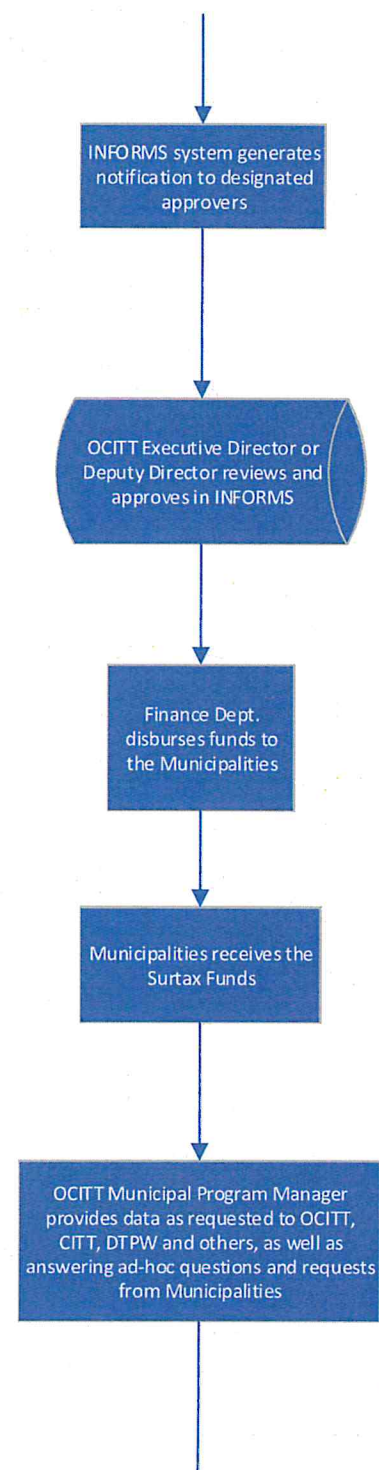 INFORMS system generates
notification to designated
approvers
OCITT Executive Director or
Deputy Director reviews and
approves in INFORMS
Finance Dept.
disburses funds to
the Municipalities
Municipalities receives the
Surtax Funds
OCITT Municipal Program Manager
provides data as requested to OCITT,
CITT, DTPW and others, as well as
answering ad-hoc questions and requests
from Municipalities